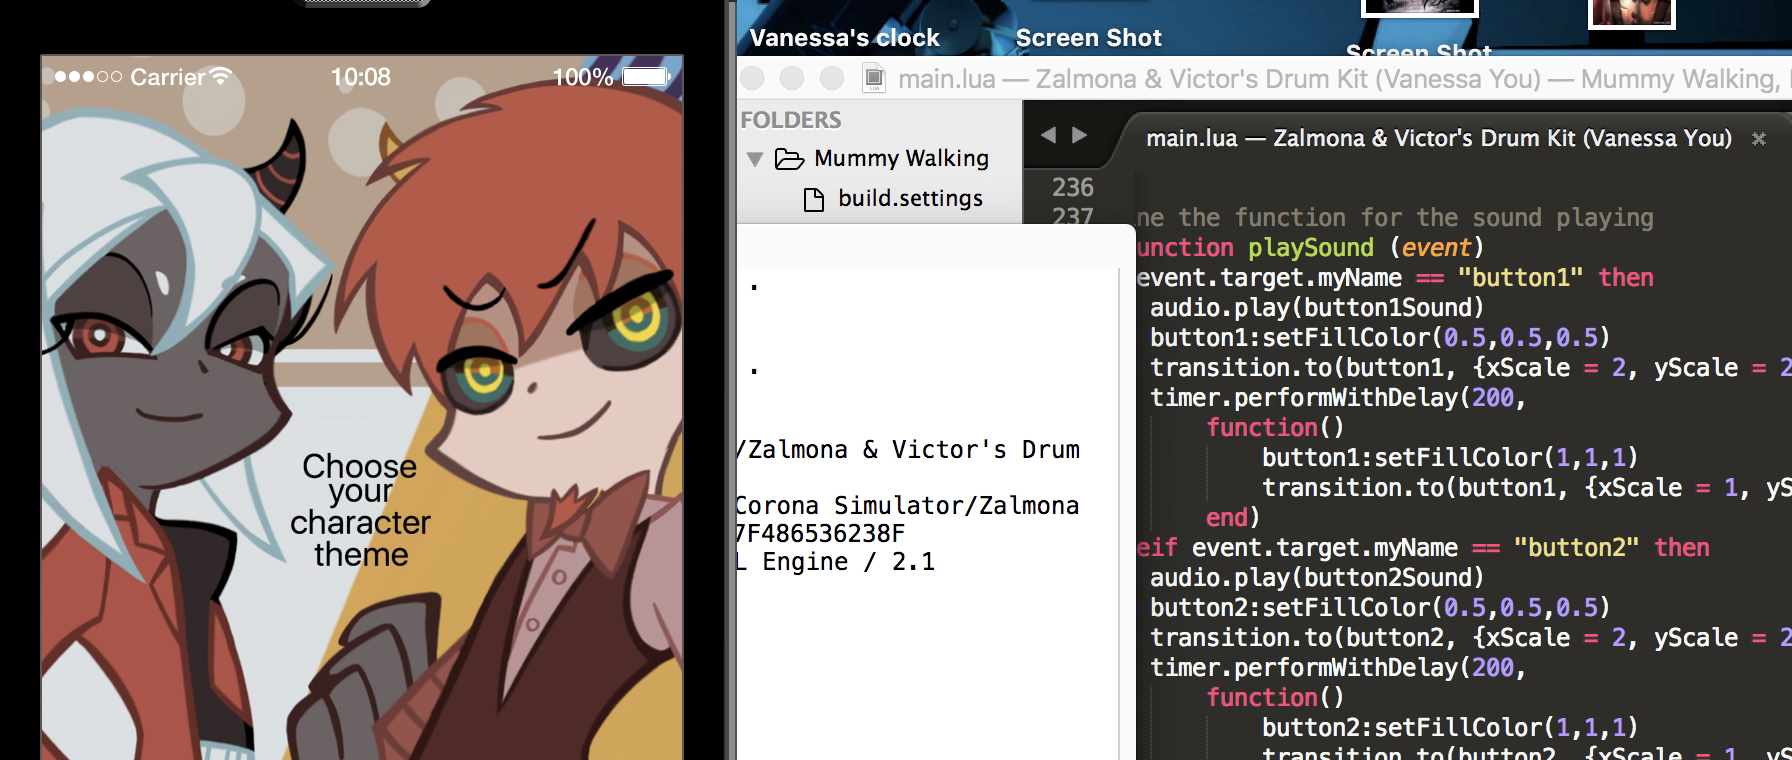 Carrier 10:08 100%
Choose
your
character
theme
Vanessa's clock
Screen Shot
Screen Shot
main.lua — Zalmona & Victor's Drum Kit (Vanessa You) — Mummy Walking,
FOLDERS
Mummy Walking
build.settings
main.lua — Zalmona & Victor's Drum Kit (Vanessa You)
.
.
/Zalmona & Victor's Drum
Corona Simulator/Zalmona
7F486536238F
L Engine / 2.1
236
237
ne the function for the sound playing
unction playSound (event)
event.target.myName == "button1" then
audio.play(button1Sound)
button1:setFillColor(0.5,0.5,0.5)
transition.to(button1, {xScale = 2, yScale = 2
timer.performWithDelay(200,
function()
button1:setFillColor(1,1,1)
transition.to(button1, {xScale = 1, yS
end)
eif event.target.myName == "button2" then
audio.play(button2Sound)
button2:setFillColor(0.5,0.5,0.5)
transition.to(button2, {xScale = 2, yScale = 2
timer.performWithDelay(200,
function()
button2:setFillColor(1,1,1)
transition.to(button2, {xScale = 1, yS